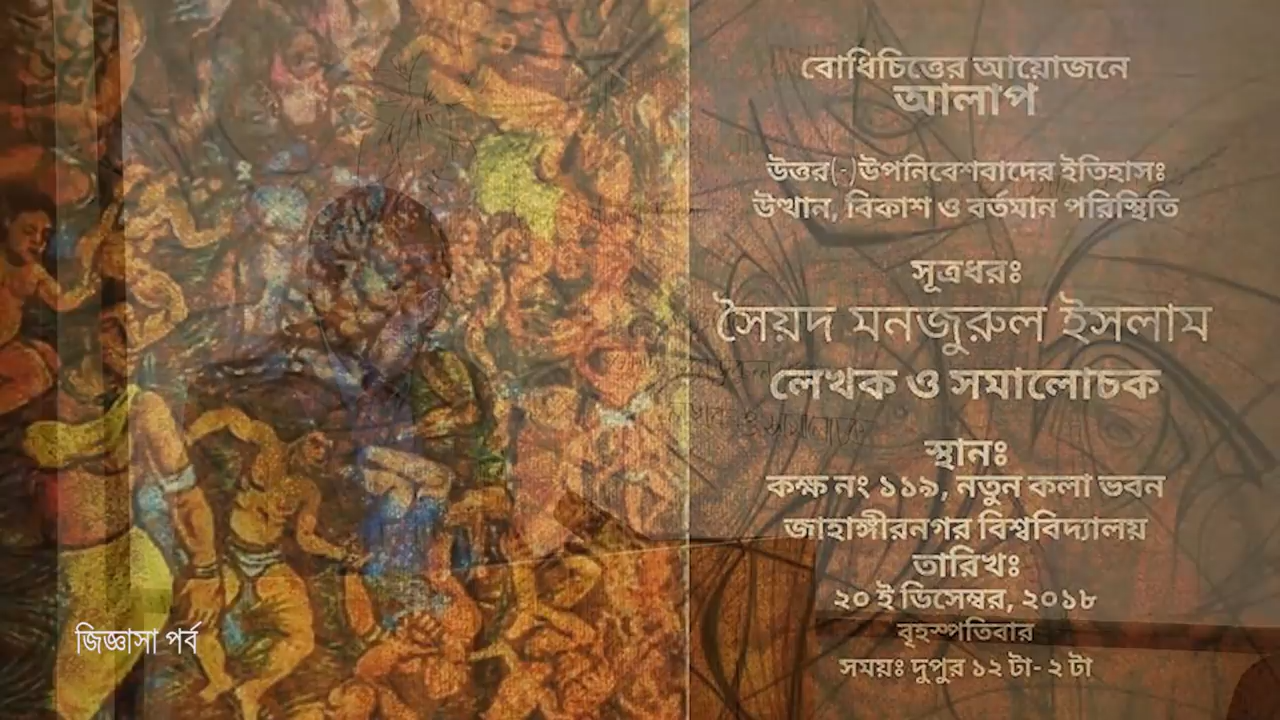 বোধিচিত্তের আয়োজনে
আলাপ
উত্তর(-)উপনিবেশবাদের ইতিহাসঃ
উত্থান, বিকাশ ও বর্তমান পরিস্থিতি
সূত্রধরঃ
সৈয়দ মনজুরুল ইসলাম
লেখক ও সমালোচক
স্থানঃ
কক্ষ নং ১১৯, নতুন কলা ভবন
জাহাঙ্গীরনগর বিশ্ববিদ্যালয়
তারিখঃ
২০ ই ডিসেম্বর, ২০১৮
বৃহস্পতিবার
সময়ঃ দুপুর ১২ টা- ২ টা
জিজ্ঞাসা পর্ব